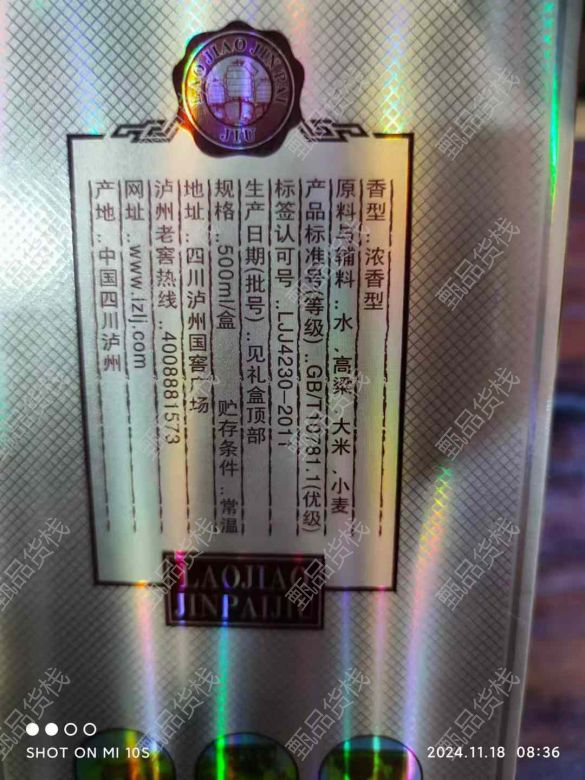 LAO JIAO JIN PAI
JIU
香型：浓香型
原料与辅料：水、高粱、大米、小麦
产品标准号(等级)：GB/T10781.1(优级)
标签认可号：LJJ4230-2011
生产日期(批号)：见礼盒顶部
规格：500ml/盒 贮存条件：常温
地址：四川泸州国窖广场
泸州老窖热线：4008881573
网址：www.lzlj.com
产地：中国四川泸州
LAOJIAO
JINPAIJIU
甄品货栈
SHOT ON MI 10S
2024.11.18 08:36